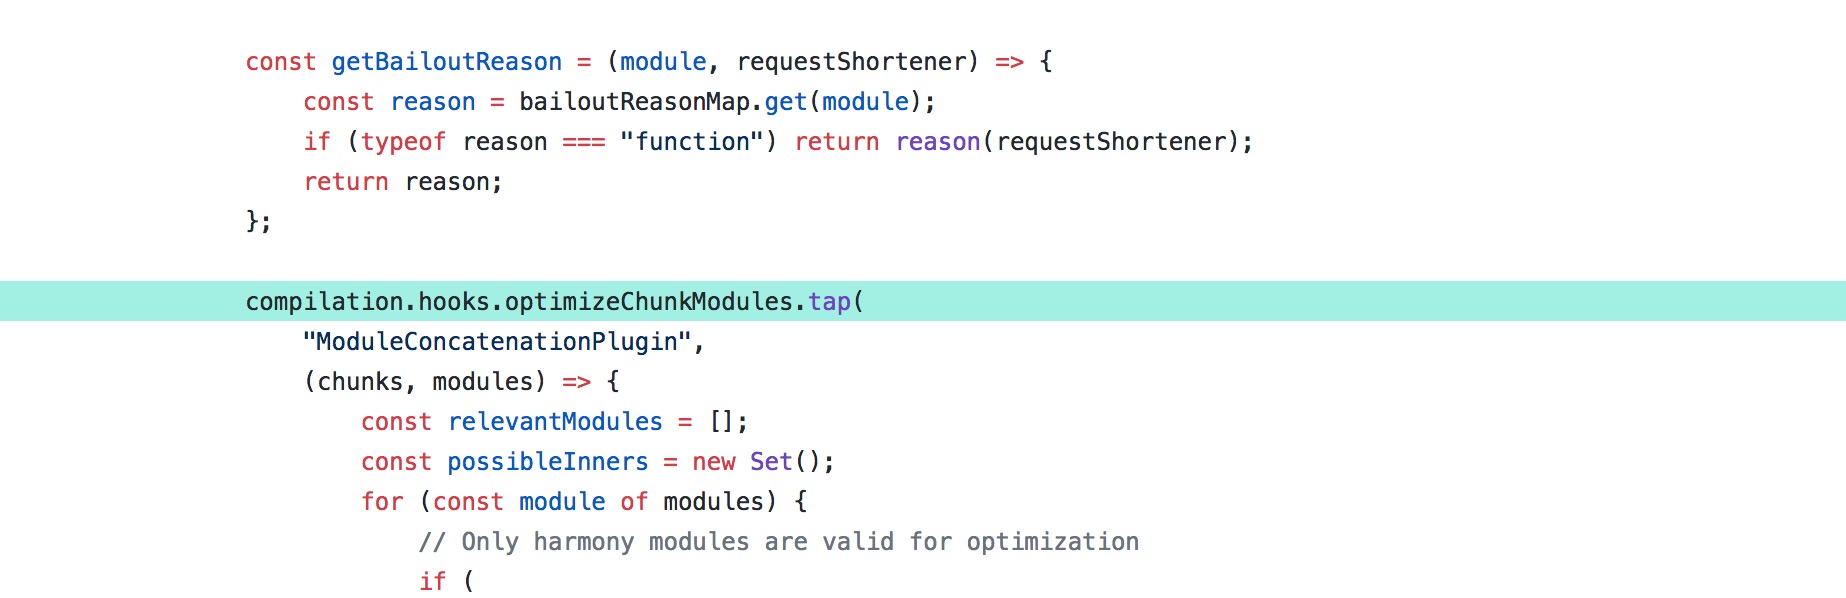 const getBailoutReason = (module, requestShortener) => {
    const reason = bailoutReasonMap.get(module);
    if (typeof reason === "function") return reason(requestShortener);
    return reason;
};

compilation.hooks.optimizeChunkModules.tap(
    "ModuleConcatenationPlugin",
    (chunks, modules) => {
        const relevantModules = [];
        const possibleInners = new Set();
        for (const module of modules) {
            // Only harmony modules are valid for optimization
            if (